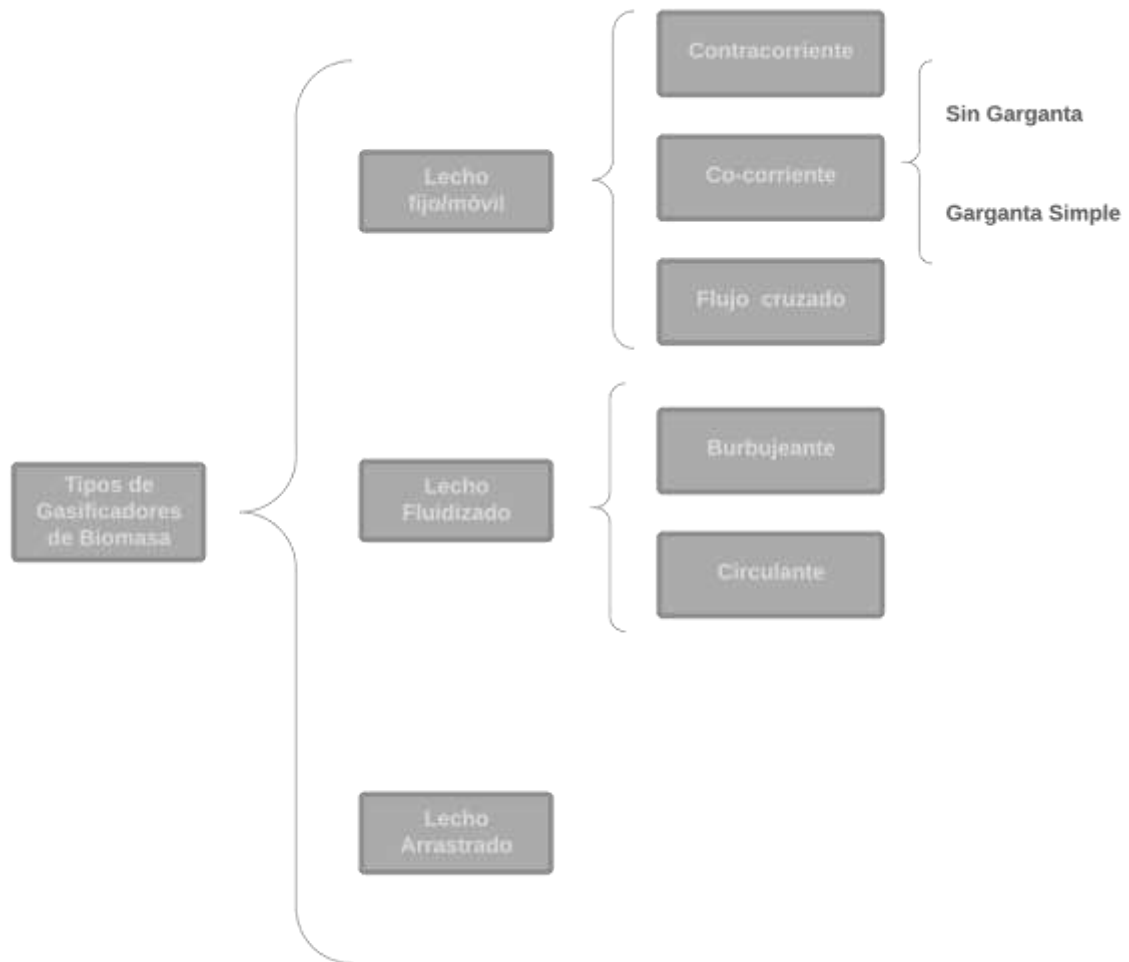 Tipos de
Gasificadores
de Biomasa
Lecho
fijo/móvil
Contracorriente
Co-corriente
Sin Garganta
Garganta Simple
Flujo cruzado
Lecho
Fluidizado
Burbujeante
Circulante
Lecho
Arrastrado